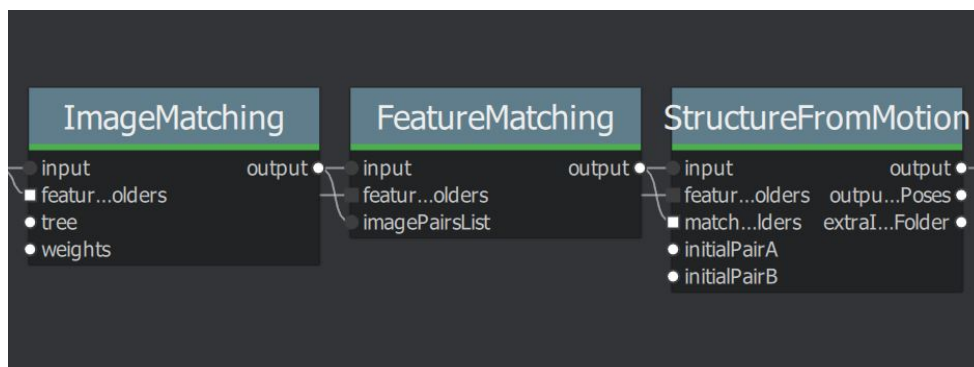 ImageMatching
input output
featur...olders
tree
weights
FeatureMatching
input output
featur...olders
imagePairsList
StructureFromMotion
input output
featur...olders outpu...Poses
match...lders extraI...Folder
initialPairA
initialPairB